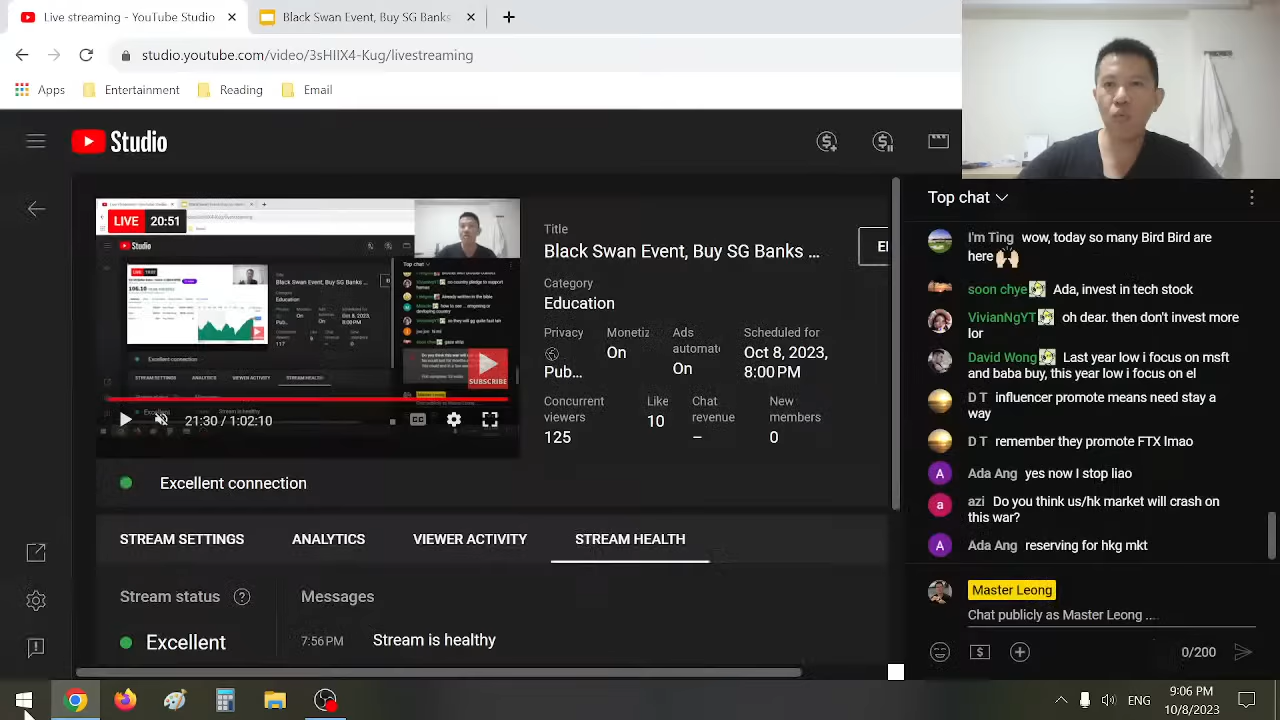 Live streaming -
Black Swan Event, Buy SG Banks
studio.youtube.com/video/3sHIIX4-Kug/livestreaming
Apps
Entertainment
Reading
Email
Studio
LIVE
20:51
Studio
SUBSCRIBE
21:30 / 1:02:10
Title
Black Swan Event, Buy SG Banks ...
Category
Education
Privacy
Pub...
Monetiz
On
Ads
automati
On
Scheduled for
Oct 8, 2023,
8:00 PM
Concurrent
viewers
125
Like
10
Chat
revenue
–
New
members
0
Excellent connection
STREAM SETTINGS
ANALYTICS
VIEWER ACTIVITY
STREAM HEALTH
Stream status
Excellent
7:56 PM
Stream is healthy
Top chat
I'm Ting wow, today so many Bird Bird are
here
soon chye Ada, invest in tech stock
VivianNgYT oh dear. then don't invest more
lor
David Wong Last year low i focus on msft
and baba buy, this year low i focus on el
D T influencer promote means must stay a
way
D T remember they promote FTX lmao
Ada Ang yes now I stop liao
azi Do you think us/hk market will crash on
this war?
Ada Ang reserving for hkg mkt
Master Leong
Chat publicly as Master Leong ...
0/200
ENG
9:06 PM
10/8/2023